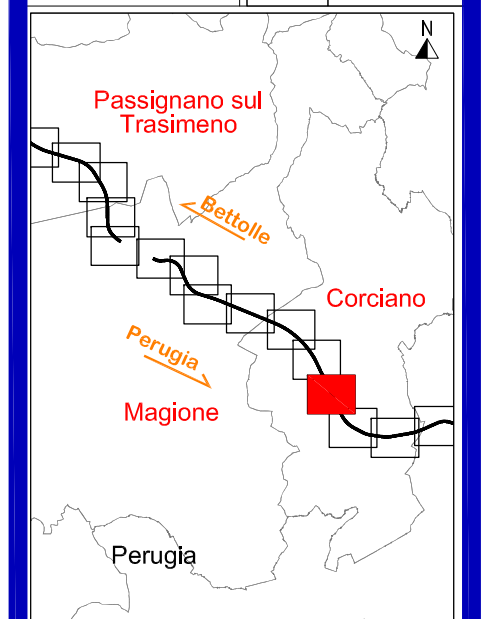 N
Passignano sul
Trasimeno
Bettolle
Corciano
Perugia
Magione
Perugia